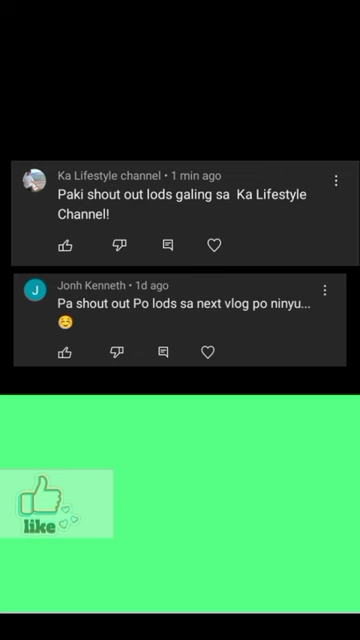 Ka Lifestyle channel • 1 min ago
Paki shout out lods galing sa Ka Lifestyle
Channel!
J
Jonh Kenneth • 1d ago
Pa shout out Po lods sa next vlog po ninyu...
☺️
like